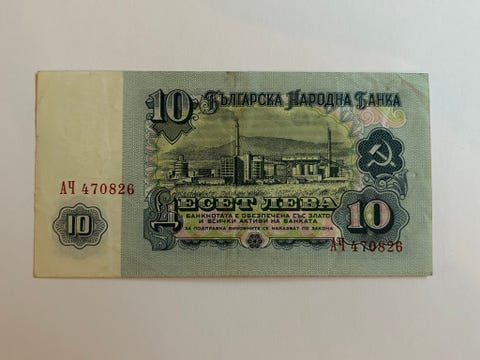 10 БЪЛГАРСКА НАРОДНА БАНКА
АЧ 470826
ДЕСЕТ ЛЕВА
БАНКНОТАТА Е ОБЕЗПЕЧЕНА СЪС ЗЛАТО
И ВСИЧКИ АКТИВИ НА БАНКАТА
ЗА ПОДПРАВКА ВИНОВНИТЕ СЕ НАКАЗВАТ ПО ЗАКОНА
10
10
АЧ 470826